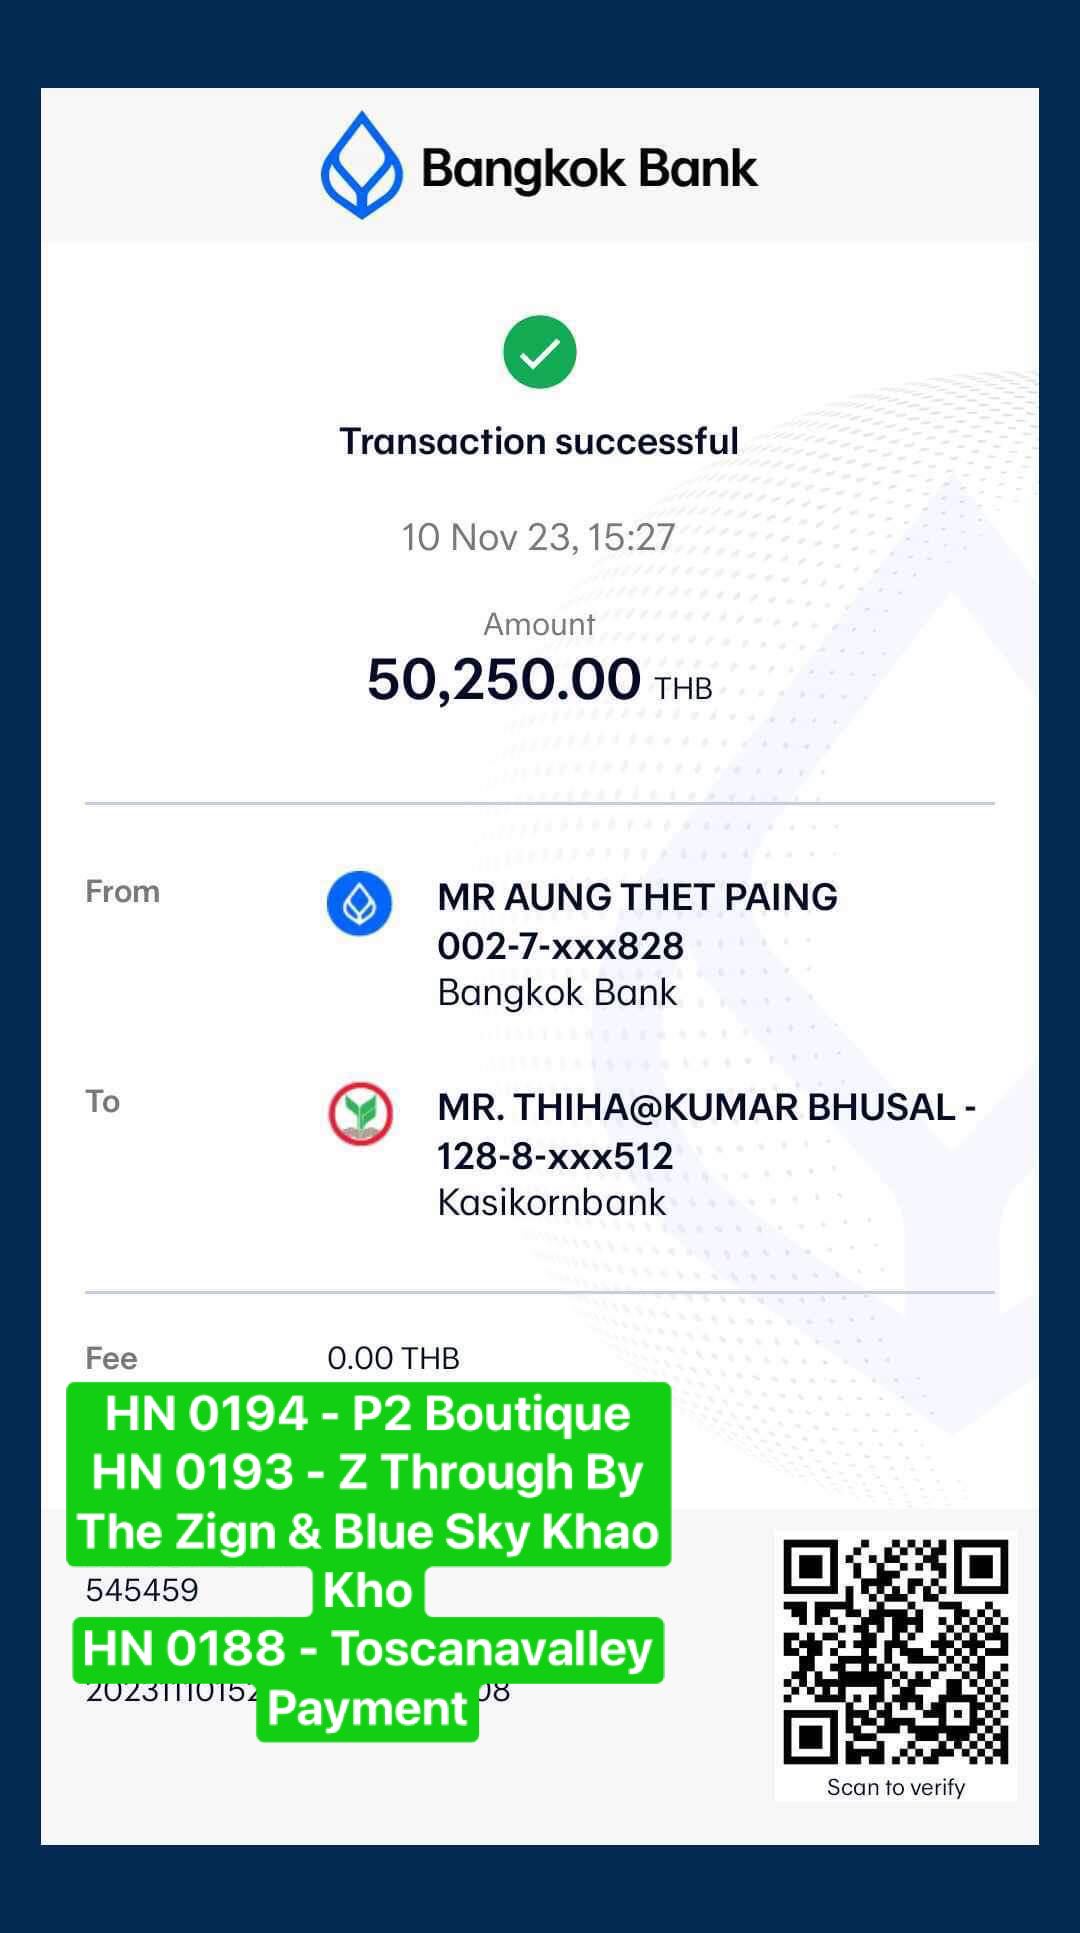 Bangkok Bank
Transaction successful
10 Nov 23, 15:27
Amount
50,250.00 THB
From
MR AUNG THET PAING
002-7-xxx828
Bangkok Bank
To
MR. THIHA@KUMAR BHUSAL -
128-8-xxx512
Kasikornbank
Fee 0.00 THB
HN 0194 - P2 Boutique
HN 0193 - Z Through By
The Zign & Blue Sky Khao
Kho
545459
HN 0188 - Toscanavalley
Payment
Scan to verify